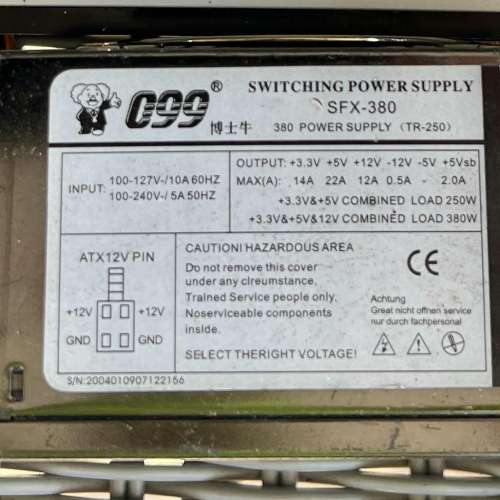 099®
博士牛
SWITCHING POWER SUPPLY
SFX-380
380 POWER SUPPLY (TR-250)
INPUT: 100-127V~/10A 60HZ
100-240V~/ 5A 50HZ
OUTPUT: +3.3V +5V +12V -12V -5V +5Vsb
MAX(A): 14A 22A 12A 0.5A - 2.0A
+3.3V&+5V COMBINED LOAD 250W
+3.3V&+5&12V COMBINED LOAD 380W
ATX12V PIN
+12V +12V
GND GND
CAUTIONI HAZARDOUS AREA
Do not remove this cover
under any clrcumstance,
Trained Service people only,
Noserviceable components
inslde.
SELECT THERIGHT VOLTAGE!
CE
Achtung
Great nicht offnen service
nur durch fachpersonal
S/N:2004010907122156